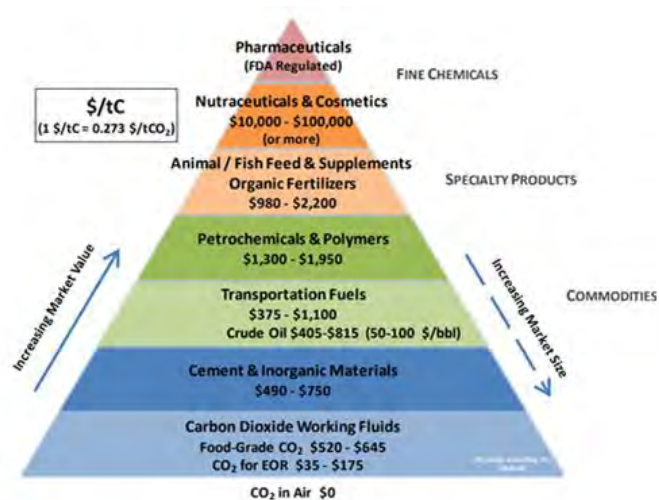 Pharmaceuticals
(FDA Regulated)
FINE CHEMICALS
$/tC
(1 $/tC = 0.273 $/tCO₂)
Nutraceuticals & Cosmetics
$10,000 - $100,000
(or more)
Animal / Fish Feed & Supplements
Organic Fertilizers
$980 - $2,200
SPECIALTY PRODUCTS
Petrochemicals & Polymers
$1,300 - $1,950
Increasing Market Value
Increasing Market Size
COMMODITIES
Transportation Fuels
$375 - $1,100
Crude Oil $405-$815 (50-100 $/bbl)
Cement & Inorganic Materials
$490 - $750
Carbon Dioxide Working Fluids
Food-Grade CO₂ $520 - $645
CO₂ for EOR $35 - $175
CO₂ in Air $0